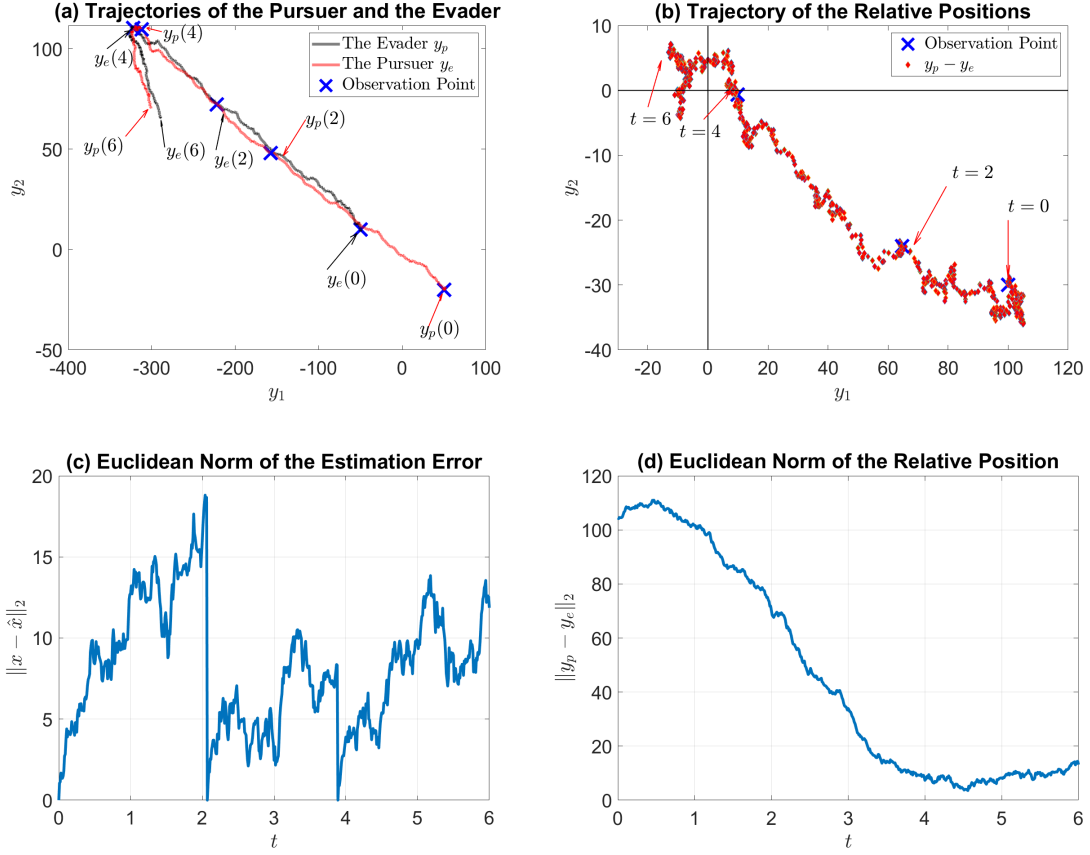 (a) Trajectories of the Pursuer and the Evader
100
50
0
-50
-400
-300
-200
-100
0
100
y₂
y₁
The Evader yₚ
The Pursuer yₑ
Observation Point
yₚ(4)
yₑ(4)
yₚ(2)
yₚ(6)
yₑ(6)
yₑ(2)
yₑ(0)
yₚ(0)
(b) Trajectory of the Relative Positions
10
0
-10
-20
-30
-40
-20
0
20
40
60
80
100
120
y₂
y₁
Observation Point
yₚ − yₑ
t = 6
t = 4
t = 2
t = 0
(c) Euclidean Norm of the Estimation Error
20
15
10
5
0
0
1
2
3
4
5
6
‖x − x̂‖₂
t
(d) Euclidean Norm of the Relative Position
120
100
80
60
40
20
0
0
1
2
3
4
5
6
‖yₚ − yₑ‖₂
t